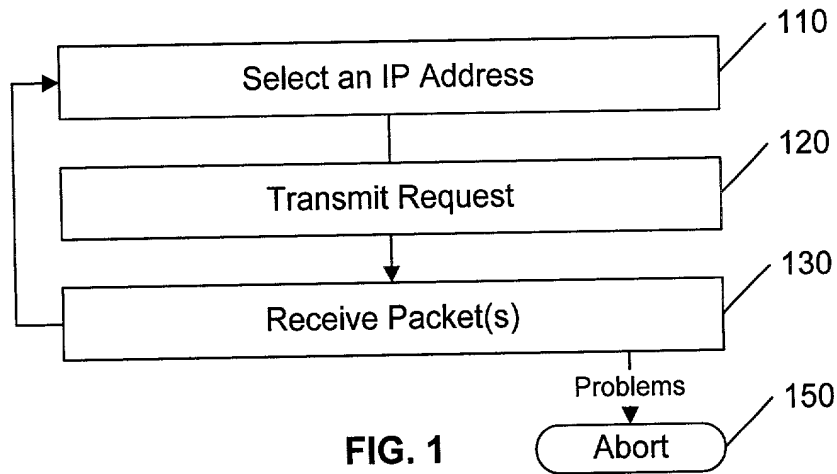 110
Select an IP Address
120
Transmit Request
130
Receive Packet(s)
Problems
150
Abort
FIG. 1